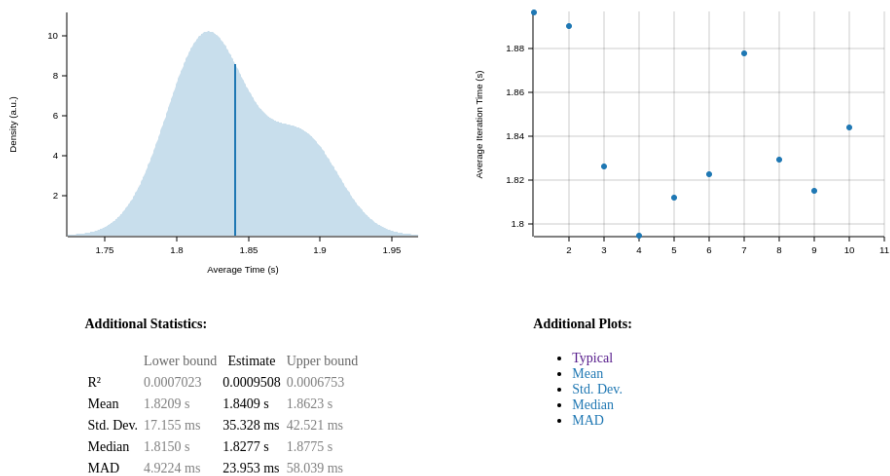 10
8
6
4
2
Density (a.u.)
1.75 1.8 1.85 1.9 1.95
Average Time (s)
1.88
1.86
1.84
1.82
1.8
Average Iteration Time (s)
2 3 4 5 6 7 8 9 10 11
Additional Statistics:
Lower bound Estimate Upper bound
R² 0.0007023 0.0009508 0.0006753
Mean 1.8209 s 1.8409 s 1.8623 s
Std. Dev. 17.155 ms 35.328 ms 42.521 ms
Median 1.8150 s 1.8277 s 1.8775 s
MAD 4.9224 ms 23.953 ms 58.039 ms
Additional Plots:
Typical
Mean
Std. Dev.
Median
MAD